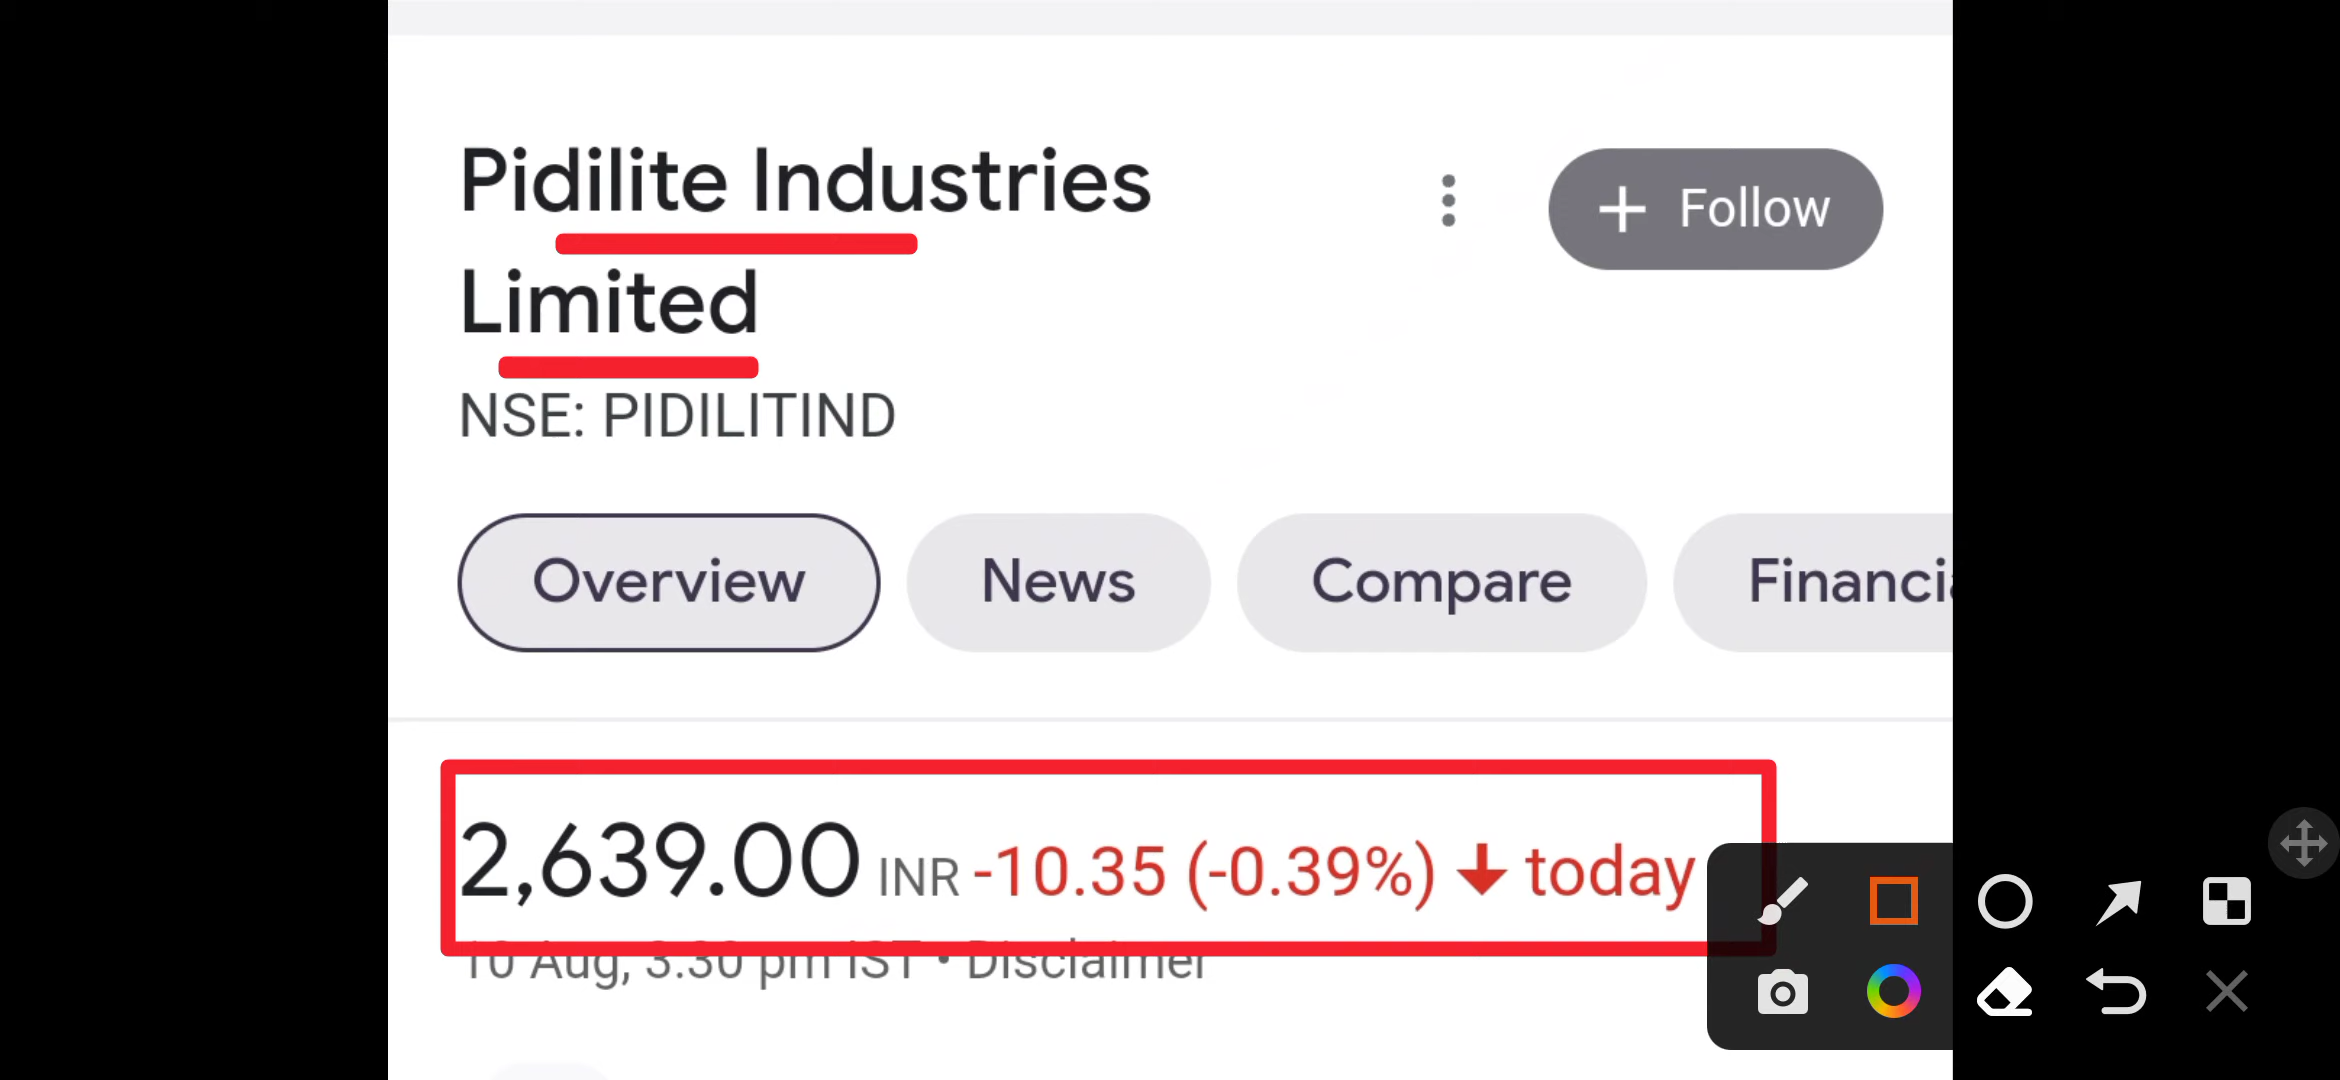 Pidilite Industries
Limited
+ Follow
NSE: PIDILITIND
Overview
News
Compare
Financia
2,639.00 INR -10.35 (-0.39%) ↓ today
10 Aug, 3:30 pm IST • Disclaimer